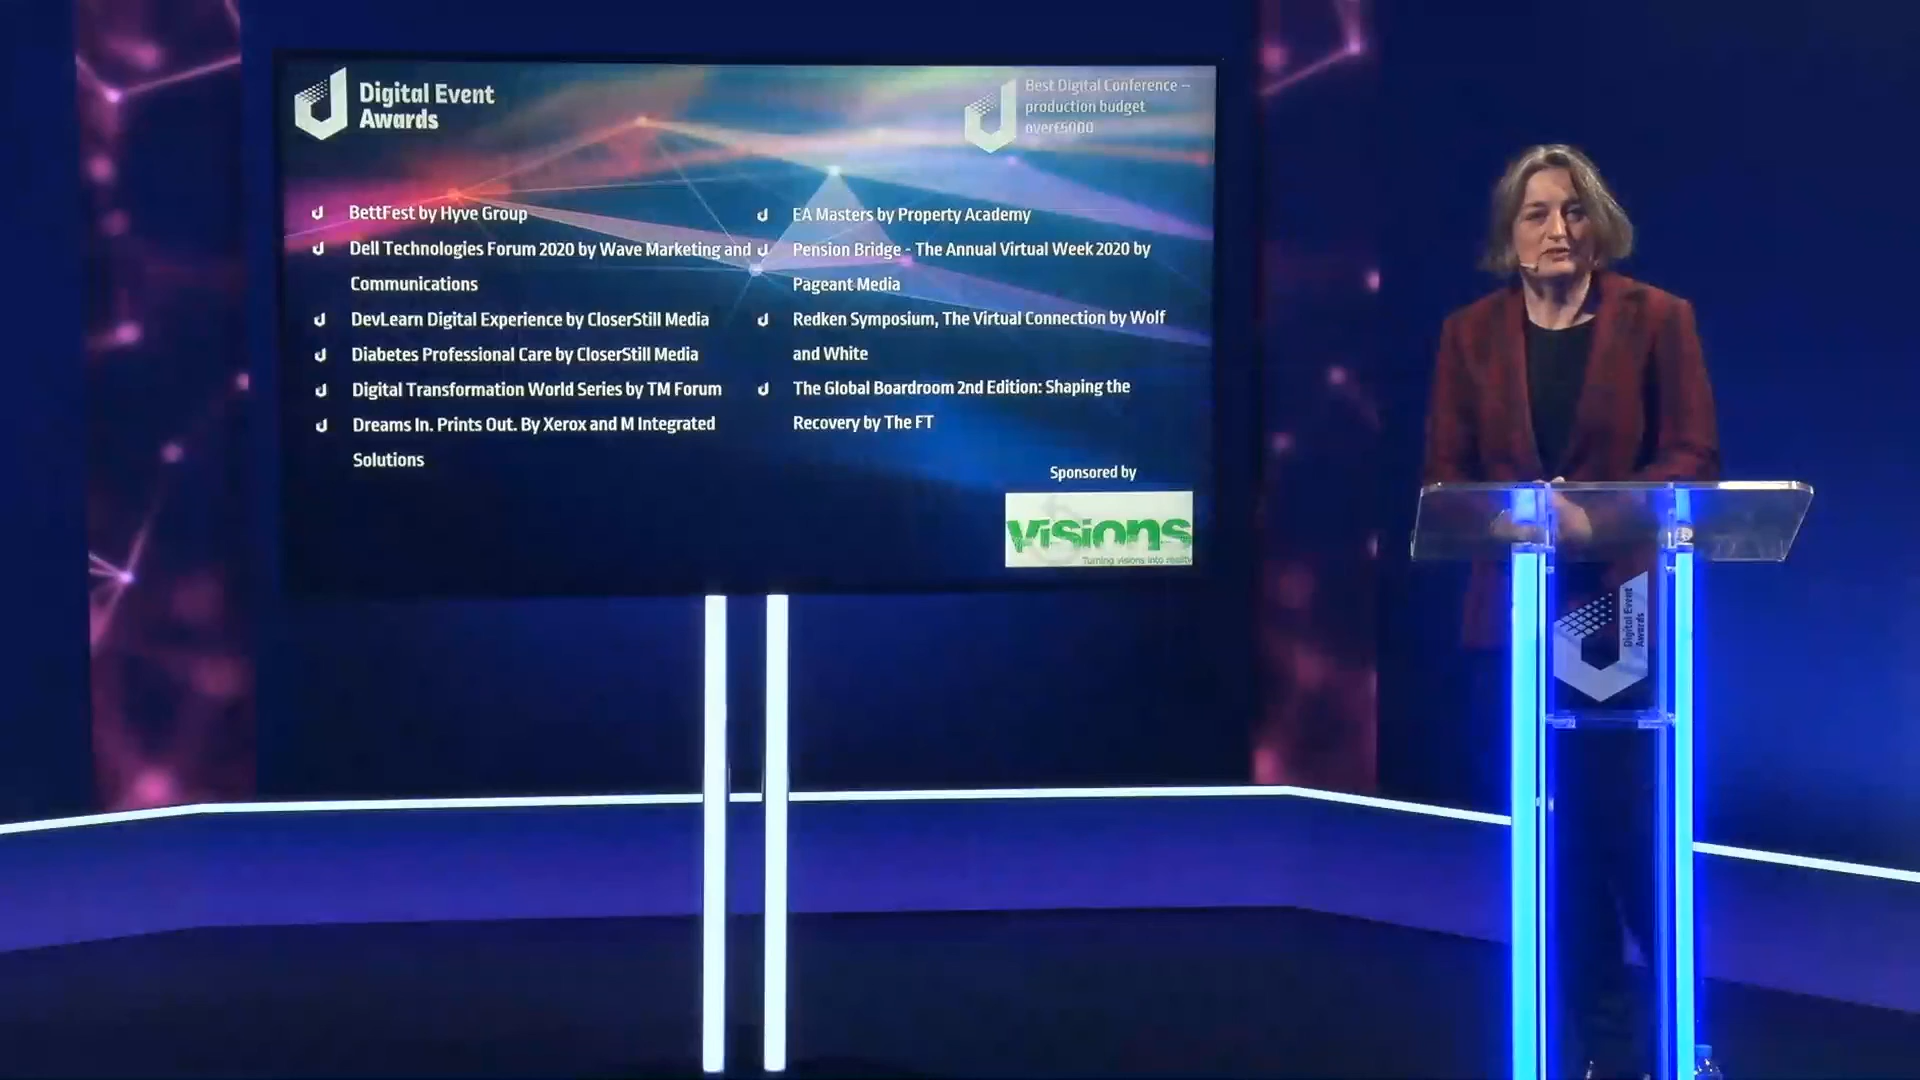 Digital Event
Awards
Best Digital Conference –
production budget
over£5000
BettFest by Hyve Group
Dell Technologies Forum 2020 by Wave Marketing and
Communications
DevLearn Digital Experience by CloserStill Media
Diabetes Professional Care by CloserStill Media
Digital Transformation World Series by TM Forum
Dreams In. Prints Out. By Xerox and M Integrated
Solutions
EA Masters by Property Academy
Pension Bridge - The Annual Virtual Week 2020 by
Pageant Media
Redken Symposium, The Virtual Connection by Wolf
and White
The Global Boardroom 2nd Edition: Shaping the
Recovery by The FT
Sponsored by
visions
Turning visions into reality
Digital Event
Awards